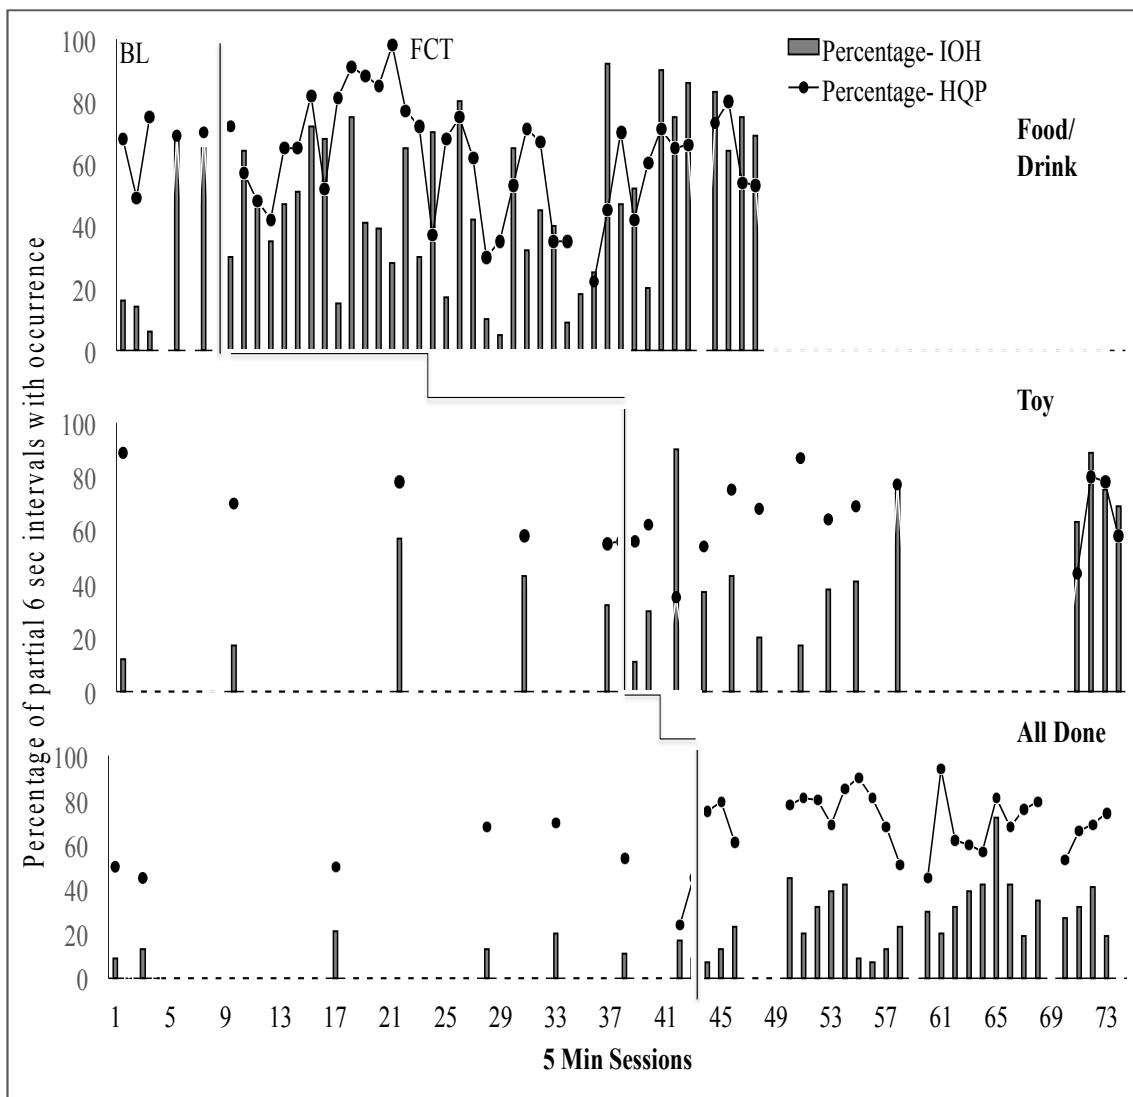 BL
FCT
Percentage- IOH
Percentage- HQP
Food/
Drink
100
80
60
40
20
0
Percentage of partial 6 sec intervals with occurrence
Toy
100
80
60
40
20
0
All Done
100
80
60
40
20
0
1 5 9 13 17 21 25 29 33 37 41 45 49 53 57 61 65 69 73
5 Min Sessions